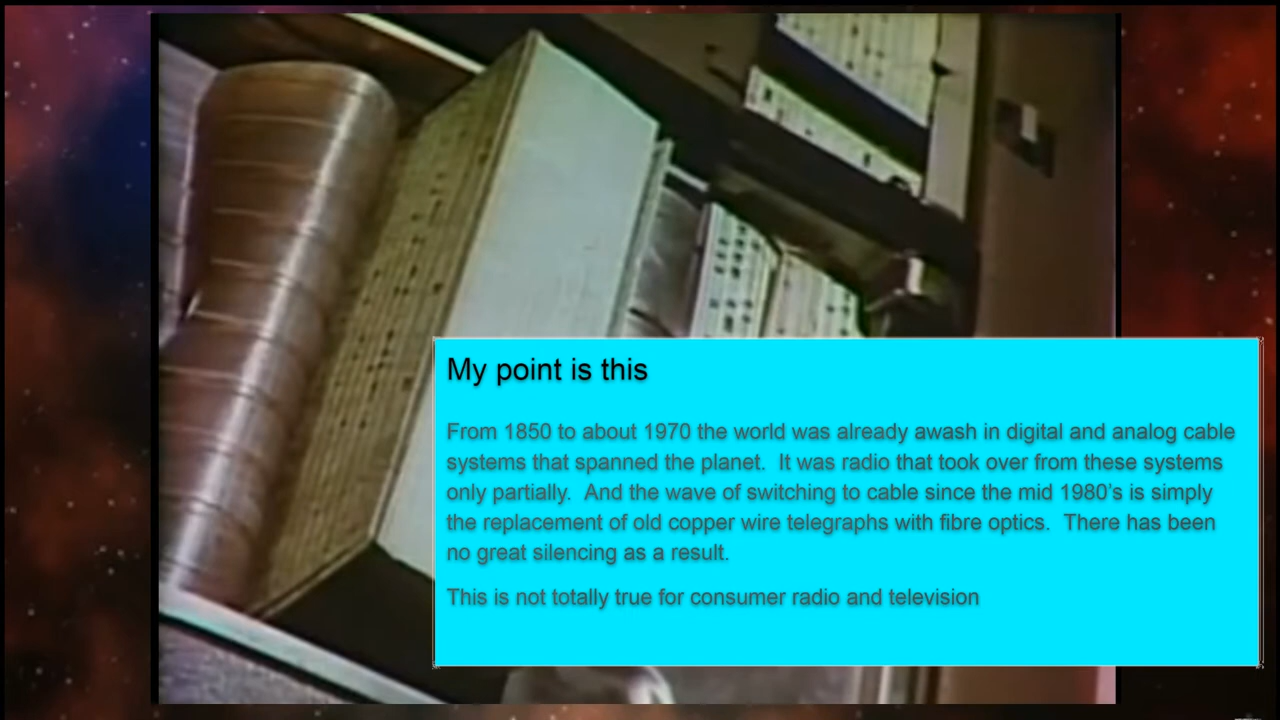 My point is this
From 1850 to about 1970 the world was already awash in digital and analog cable
systems that spanned the planet.  It was radio that took over from these systems
only partially.  And the wave of switching to cable since the mid 1980’s is simply
the replacement of old copper wire telegraphs with fibre optics.  There has been
no great silencing as a result.
This is not totally true for consumer radio and television